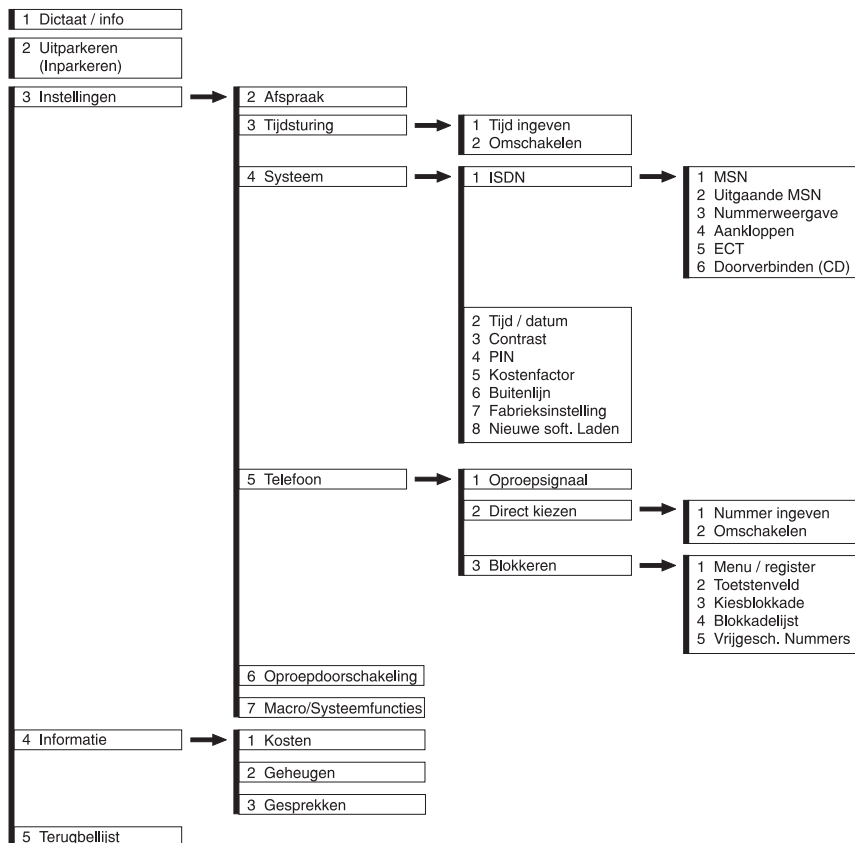 1 Dictaat / info
2 Uitparkeren
(Inparkeren)
3 Instellingen
2 Afspraak
3 Tijdsturing
1 Tijd ingeven
2 Omschakelen
4 Systeem
1 ISDN
1 MSN
2 Uitgaande MSN
3 Nummerweergave
4 Aankloppen
5 ECT
6 Doorverbinden (CD)
2 Tijd / datum
3 Contrast
4 PIN
5 Kostenfactor
6 Buitenlijn
7 Fabrieksinstelling
8 Nieuwe soft. Laden
5 Telefoon
1 Oproepsignaal
2 Direct kiezen
1 Nummer ingeven
2 Omschakelen
3 Blokkeren
1 Menu / register
2 Toetstenveld
3 Kiesblokkade
4 Blokkadelijst
5 Vrijgesch. Nummers
6 Oproepdoorschakeling
7 Macro/Systeemfuncties
4 Informatie
1 Kosten
2 Geheugen
3 Gesprekken
5 Terugbellijst